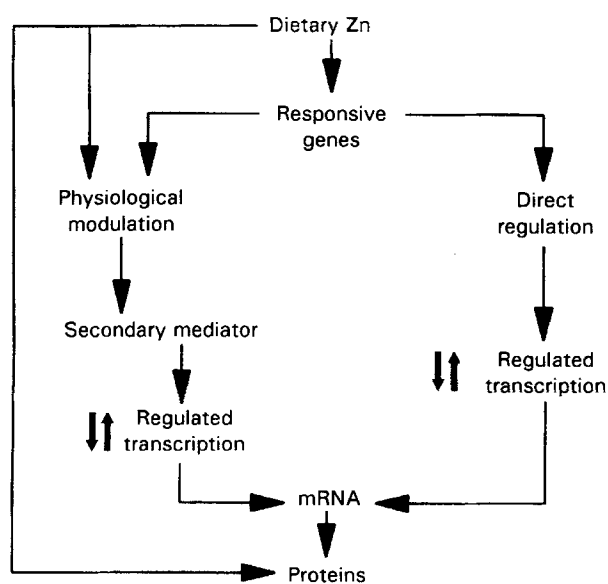 Dietary Zn
Responsive
genes
Physiological
modulation
Direct
regulation
Secondary mediator
Regulated
transcription
Regulated
transcription
mRNA
Proteins